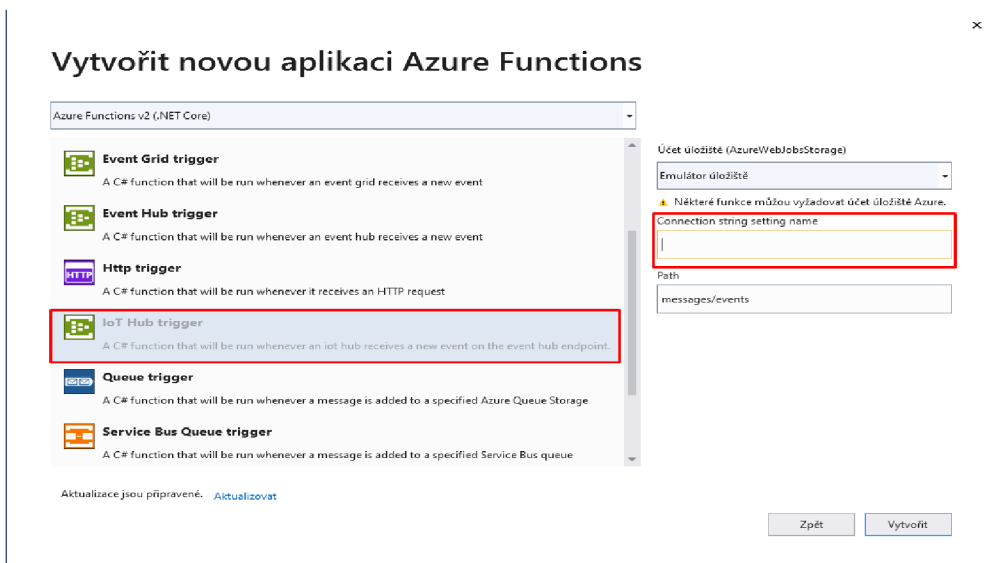 ×
Vytvořit novou aplikaci Azure Functions
Azure Functions v2 (.NET Core)
Event Grid trigger
A C# function that will be run whenever an event grid receives a new event
Event Hub trigger
A C# function that will be run whenever an event hub receives a new event
HTTP
Http trigger
A C# function that will be run whenever it receives an HTTP request
IoT Hub trigger
A C# function that will be run whenever an iot hub receives a new event on the event hub endpoint.
Queue trigger
A C# function that will be run whenever a message is added to a specified Azure Queue Storage
Service Bus Queue trigger
A C# function that will be run whenever a message is added to a specified Service Bus queue
Účet úložiště (AzureWebJobsStorage)
Emulátor úložiště
Některé funkce můžou vyžadovat účet úložiště Azure.
Connection string setting name
Path
messages/events
Aktualizace jsou připravené. Aktualizovat
Zpět
Vytvořit